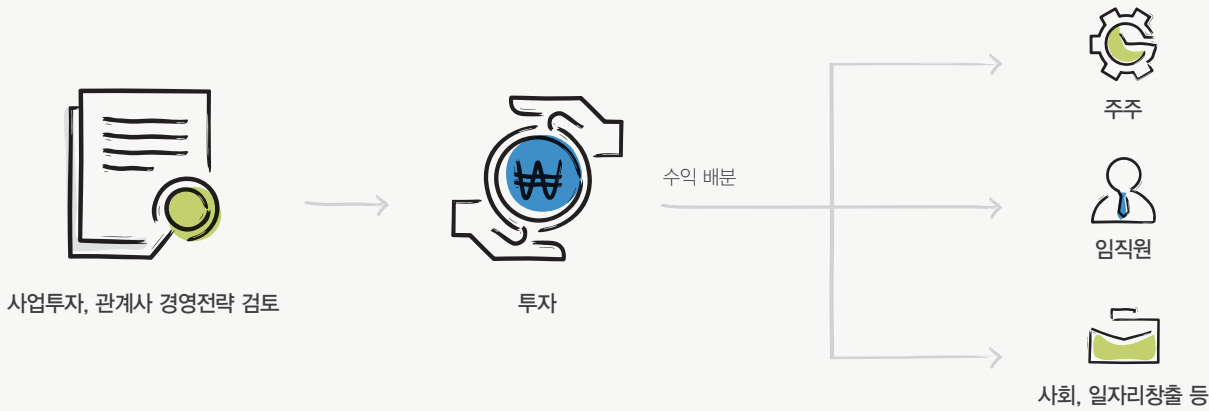 사업투자, 관계사 경영전략 검토
투자
수익 배분
주주
임직원
사회, 일자리창출 등